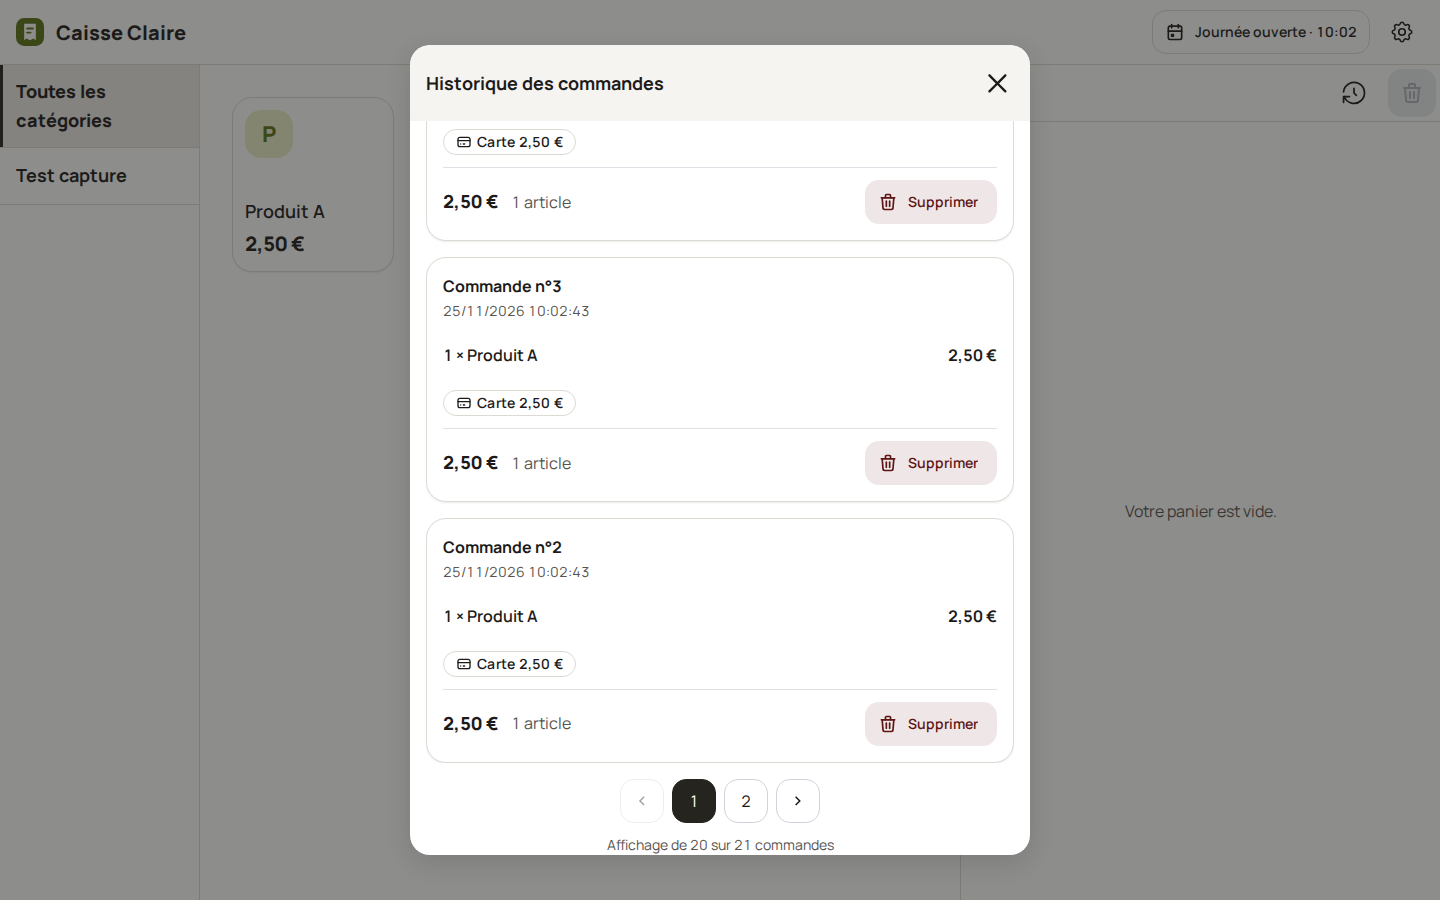 Caisse Claire
Journée ouverte · 10:02
Toutes les
catégories
Test capture
P
Produit A
2,50 €
Historique des commandes
Carte 2,50 €
2,50 € 1 article
Supprimer
Commande n°3
25/11/2026 10:02:43
1 × Produit A 2,50 €
Carte 2,50 €
2,50 € 1 article
Supprimer
Commande n°2
25/11/2026 10:02:43
1 × Produit A 2,50 €
Carte 2,50 €
2,50 € 1 article
Supprimer
1 2
Affichage de 20 sur 21 commandes
Votre panier est vide.